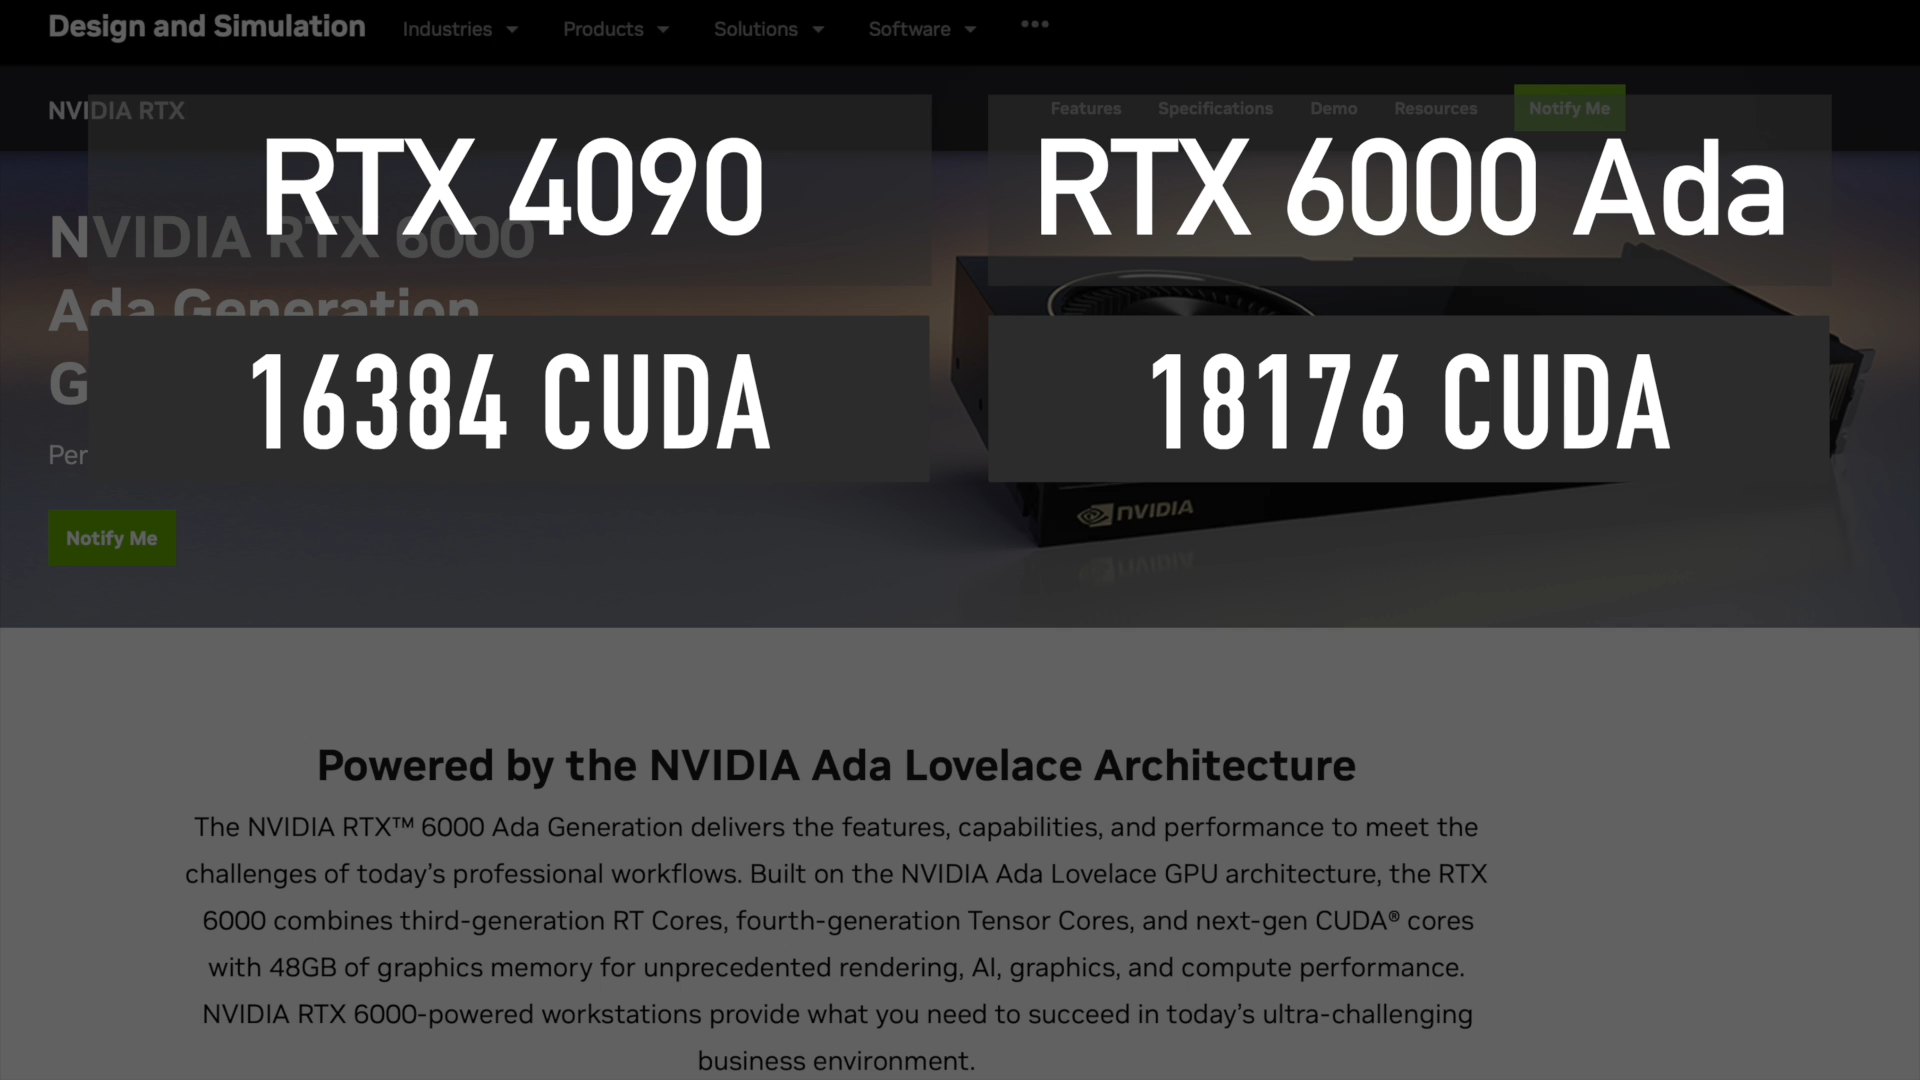 Design and Simulation Industries Products Solutions Software •••
NVIDIA RTX Features Specifications Demo Resources Notify Me
RTX 4090 RTX 6000 Ada
NVIDIA RTX 6000
Ada Generation
G
16384 CUDA 18176 CUDA
Per
NVIDIA
Notify Me
Powered by the NVIDIA Ada Lovelace Architecture
The NVIDIA RTX™ 6000 Ada Generation delivers the features, capabilities, and performance to meet the
challenges of today’s professional workflows. Built on the NVIDIA Ada Lovelace GPU architecture, the RTX
6000 combines third-generation RT Cores, fourth-generation Tensor Cores, and next-gen CUDA® cores
with 48GB of graphics memory for unprecedented rendering, AI, graphics, and compute performance.
NVIDIA RTX 6000-powered workstations provide what you need to succeed in today’s ultra-challenging
business environment.